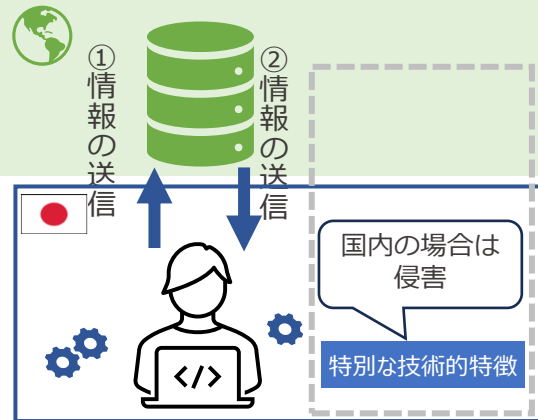 ①情報の送信
②情報の送信
国内の場合は
侵害
特別な技術的特徴
</>